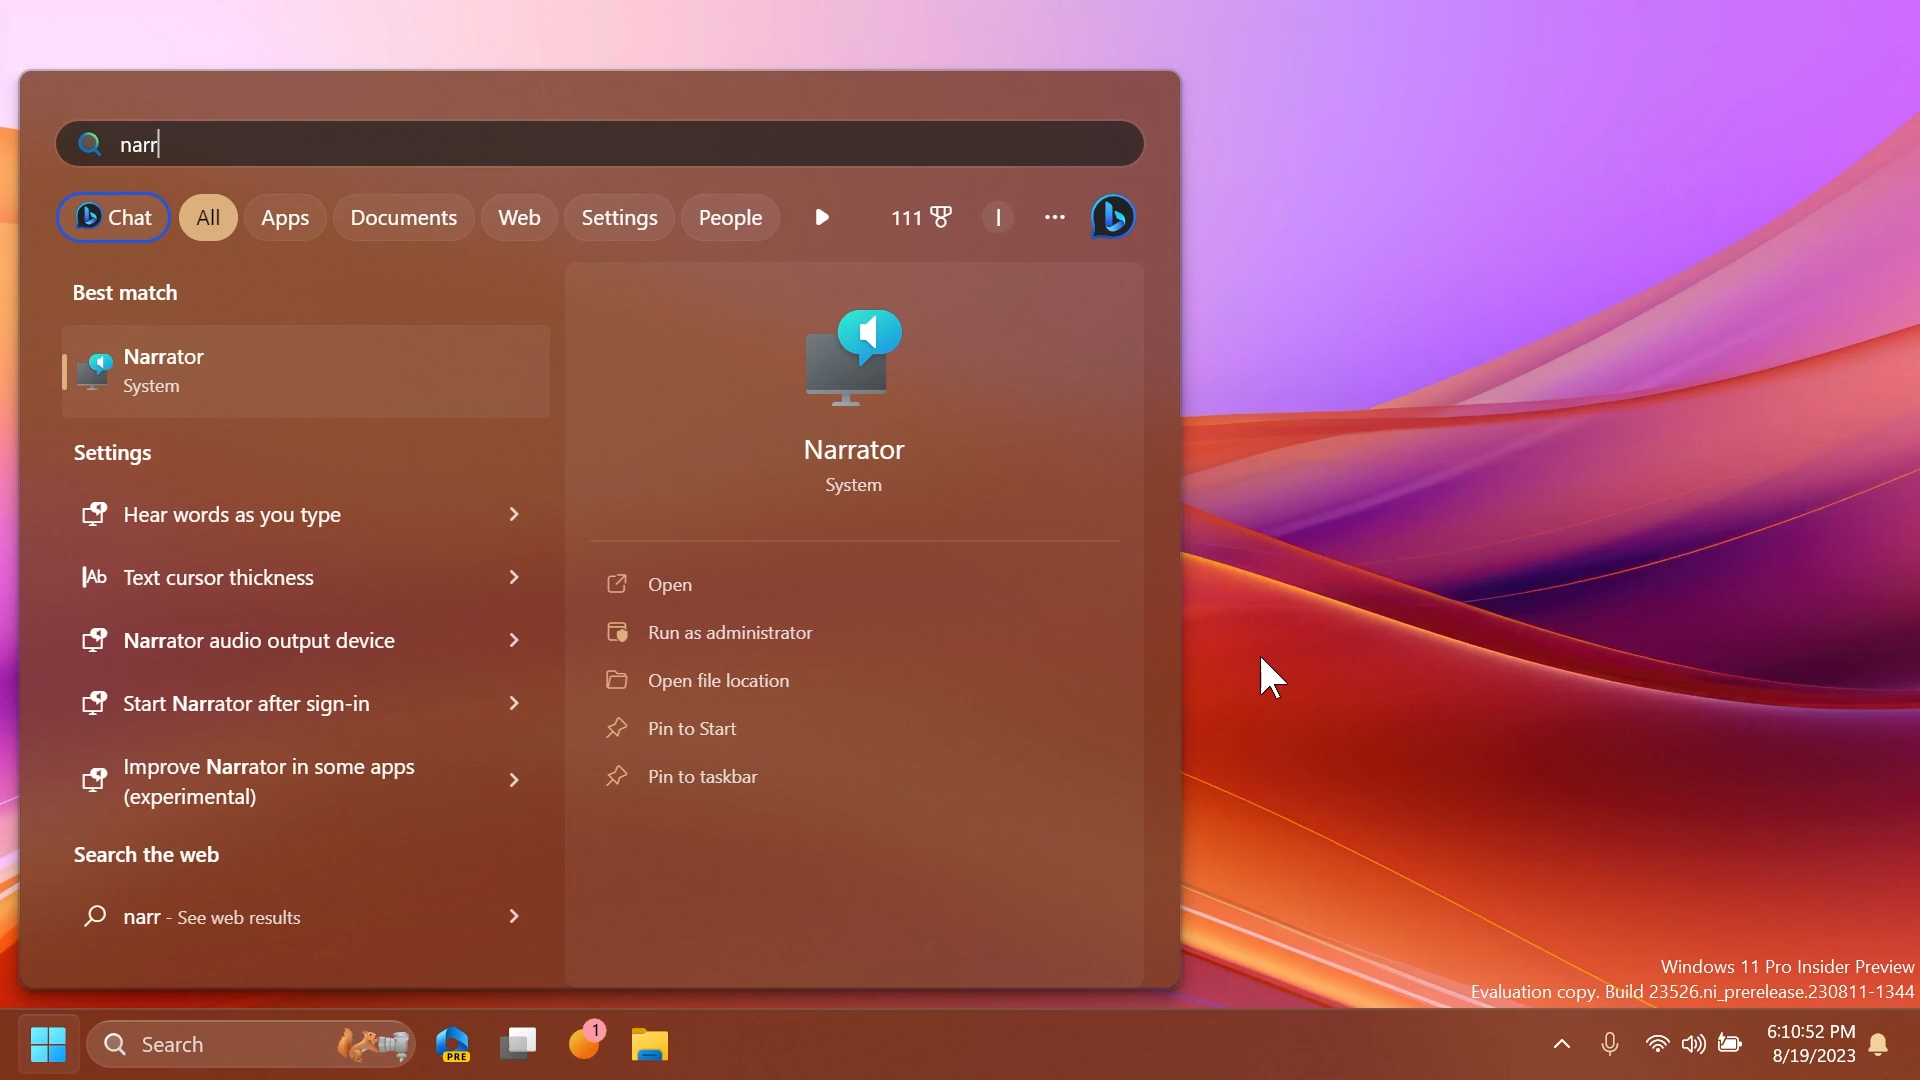 narr
Chat All Apps Documents Web Settings People 111
Best match
Narrator
System
Settings
Hear words as you type
Text cursor thickness
Narrator audio output device
Start Narrator after sign-in
Improve Narrator in some apps
(experimental)
Search the web
narr - See web results
Narrator
System
Open
Run as administrator
Open file location
Pin to Start
Pin to taskbar
Windows 11 Pro Insider Preview
Evaluation copy. Build 23526.ni_prerelease.230811-1344
Search
PRE
1
6:10:52 PM
8/19/2023